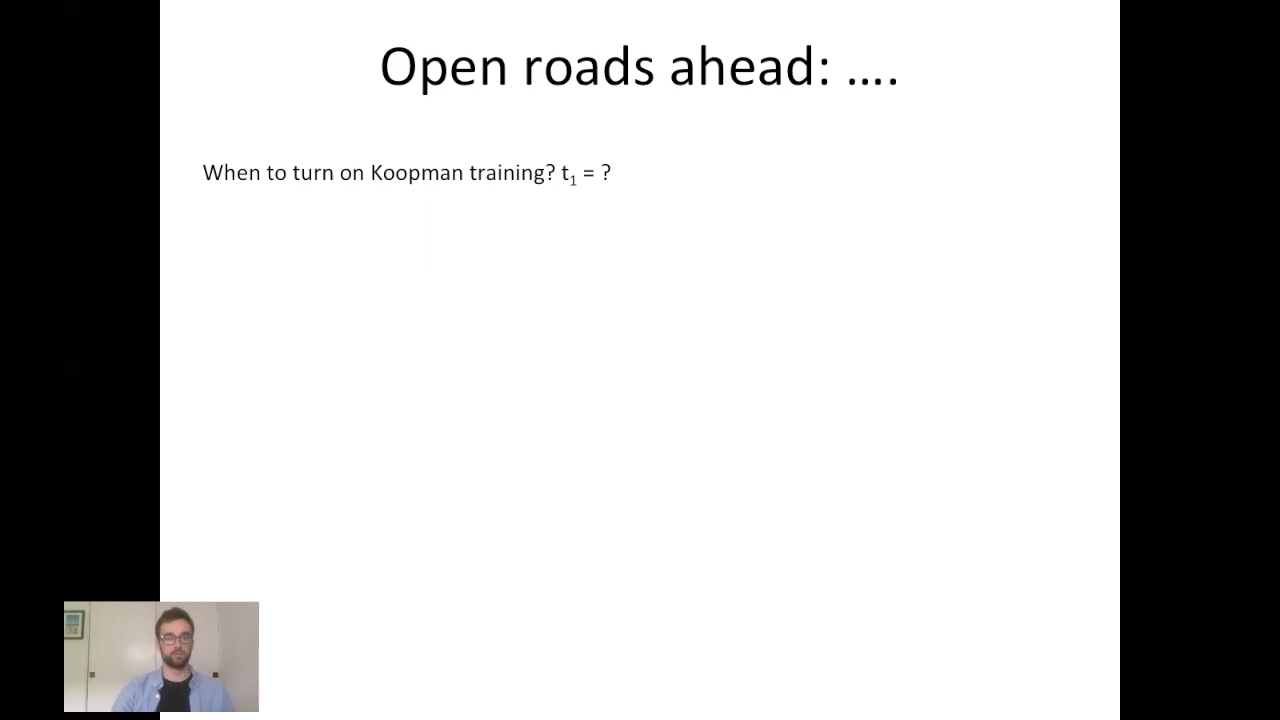 Open roads ahead: ....
When to turn on Koopman training? t₁ = ?